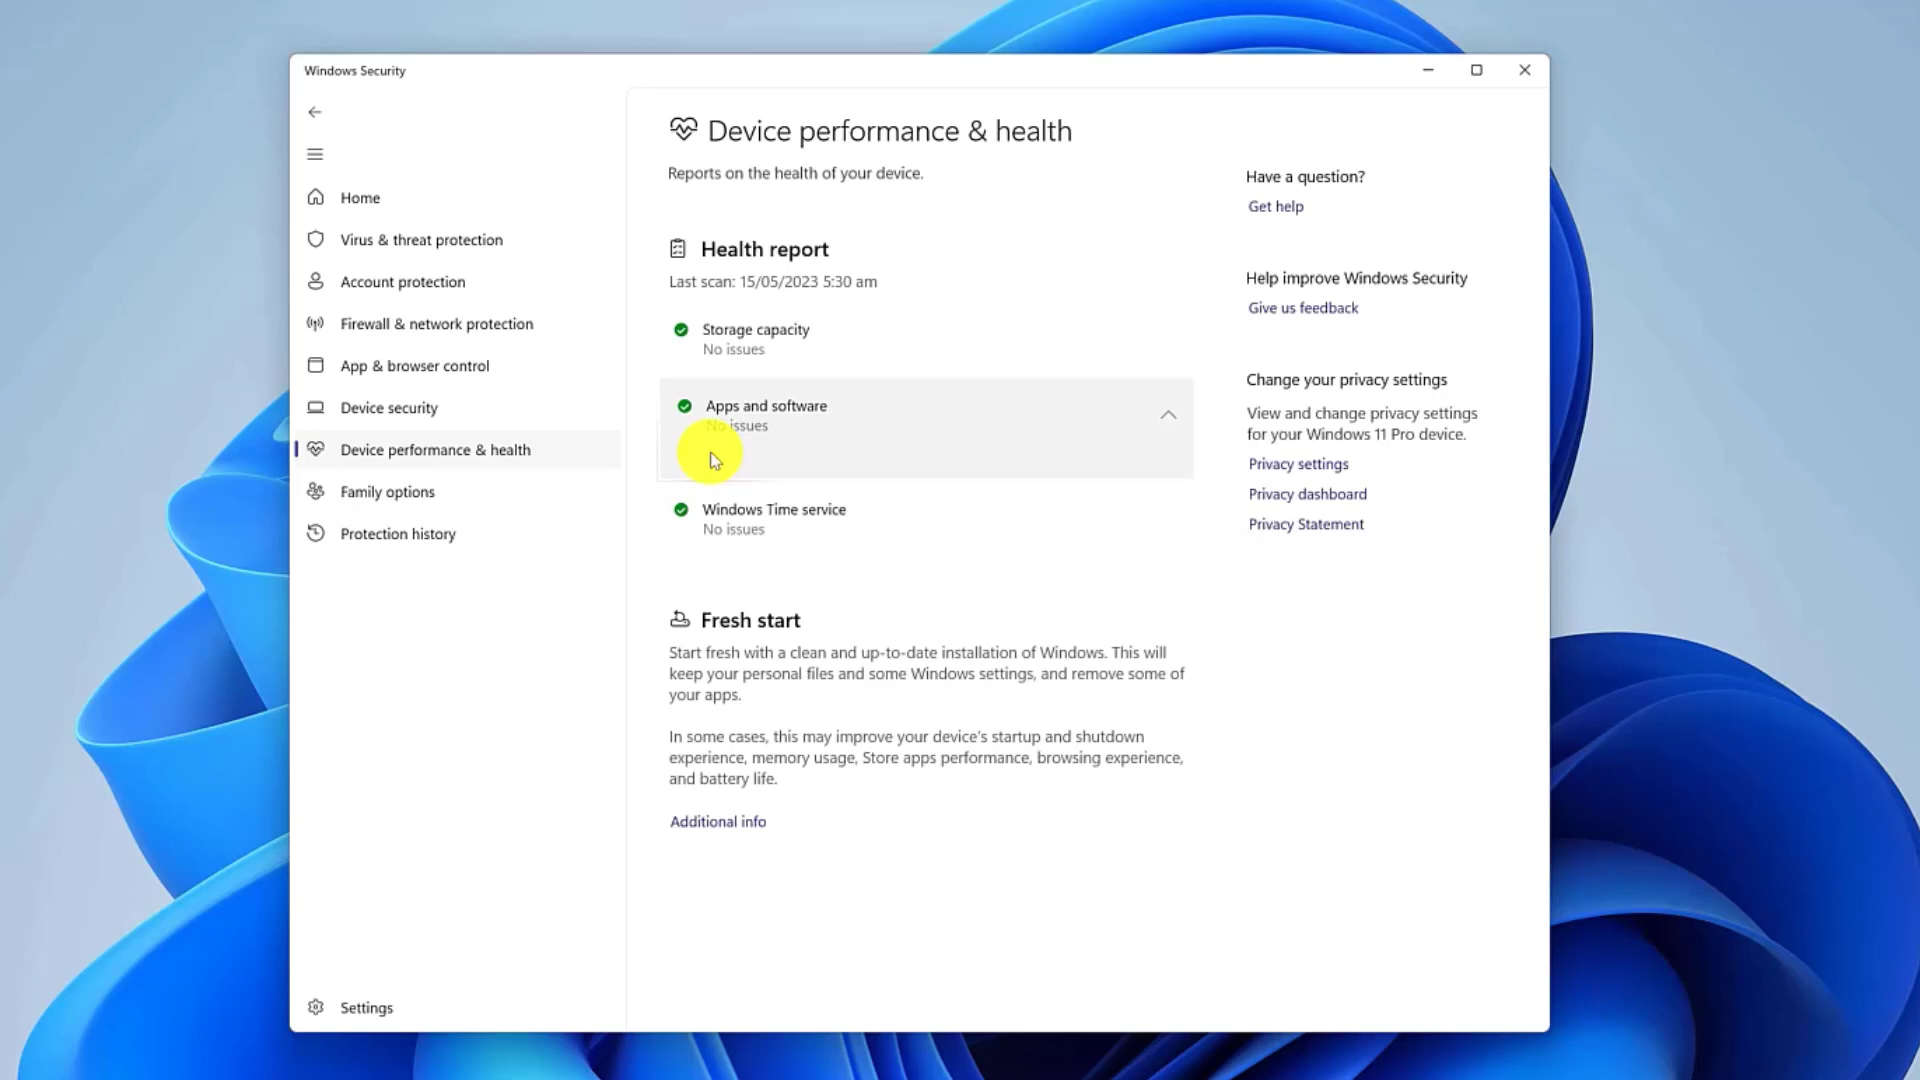 Windows Security
Home
Virus & threat protection
Account protection
Firewall & network protection
App & browser control
Device security
Device performance & health
Family options
Protection history
Settings
Device performance & health
Reports on the health of your device.
Health report
Last scan: 15/05/2023 5:30 am
Storage capacity
No issues
Apps and software
No issues
Windows Time service
No issues
Fresh start
Start fresh with a clean and up-to-date installation of Windows. This will
keep your personal files and some Windows settings, and remove some of
your apps.
In some cases, this may improve your device's startup and shutdown
experience, memory usage, Store apps performance, browsing experience,
and battery life.
Additional info
Have a question?
Get help
Help improve Windows Security
Give us feedback
Change your privacy settings
View and change privacy settings
for your Windows 11 Pro device.
Privacy settings
Privacy dashboard
Privacy Statement